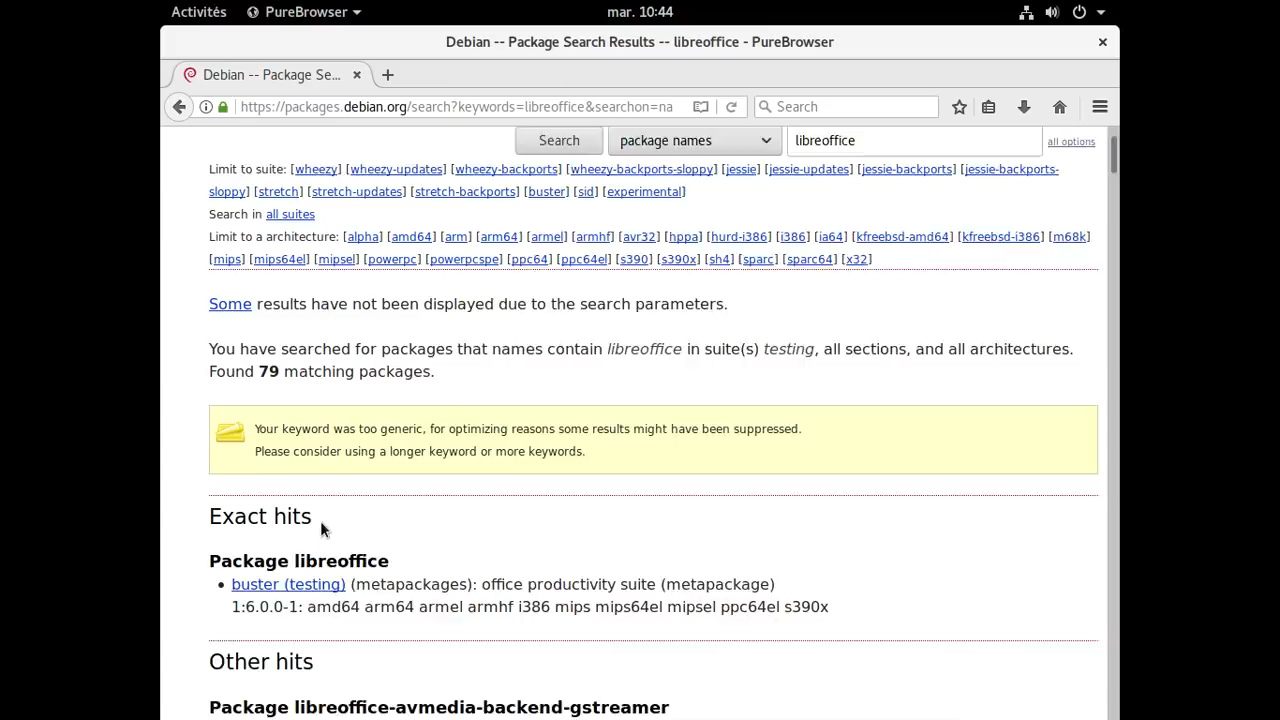 Activités PureBrowser mar. 10:44
Debian -- Package Search Results -- libreoffice - PureBrowser
Debian -- Package Se...
https://packages.debian.org/search?keywords=libreoffice&searchon=na Search
Search package names libreoffice all options
Limit to suite: [wheezy] [wheezy-updates] [wheezy-backports] [wheezy-backports-sloppy] [jessie] [jessie-updates] [jessie-backports] [jessie-backports-
sloppy] [stretch] [stretch-updates] [stretch-backports] [buster] [sid] [experimental]
Search in all suites
Limit to a architecture: [alpha] [amd64] [arm] [arm64] [armel] [armhf] [avr32] [hppa] [hurd-i386] [i386] [ia64] [kfreebsd-amd64] [kfreebsd-i386] [m68k]
[mips] [mips64el] [mipsel] [powerpc] [powerpcspe] [ppc64] [ppc64el] [s390] [s390x] [sh4] [sparc] [sparc64] [x32]
Some results have not been displayed due to the search parameters.
You have searched for packages that names contain libreoffice in suite(s) testing, all sections, and all architectures.
Found 79 matching packages.
Your keyword was too generic, for optimizing reasons some results might have been suppressed.
Please consider using a longer keyword or more keywords.
Exact hits
Package libreoffice
• buster (testing) (metapackages): office productivity suite (metapackage)
1:6.0.0-1: amd64 arm64 armel armhf i386 mips mips64el mipsel ppc64el s390x
Other hits
Package libreoffice-avmedia-backend-gstreamer